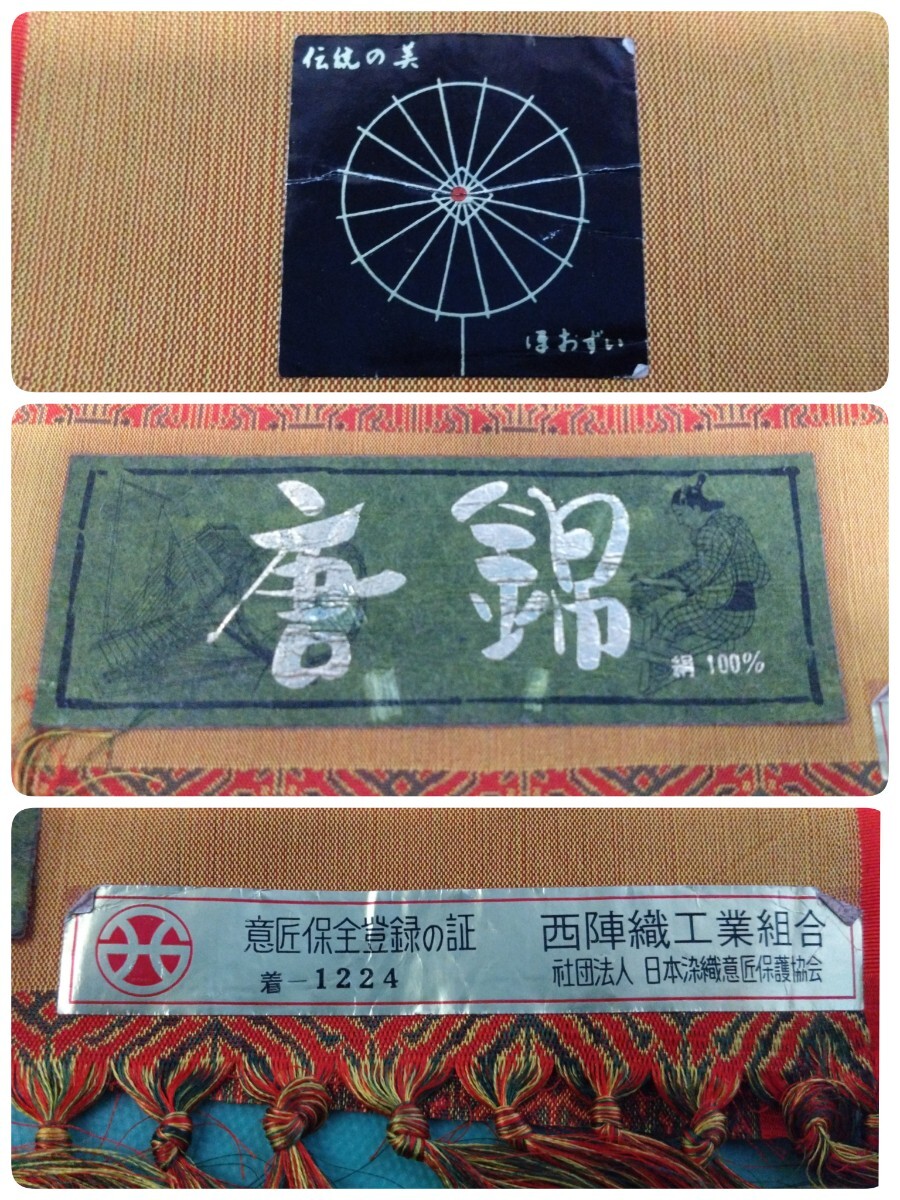 伝統の美
ほおずい
唐錦
絹 100%
意匠保全登録の証
着-1224
西陣織工業組合
社団法人 日本染織意匠保護協会